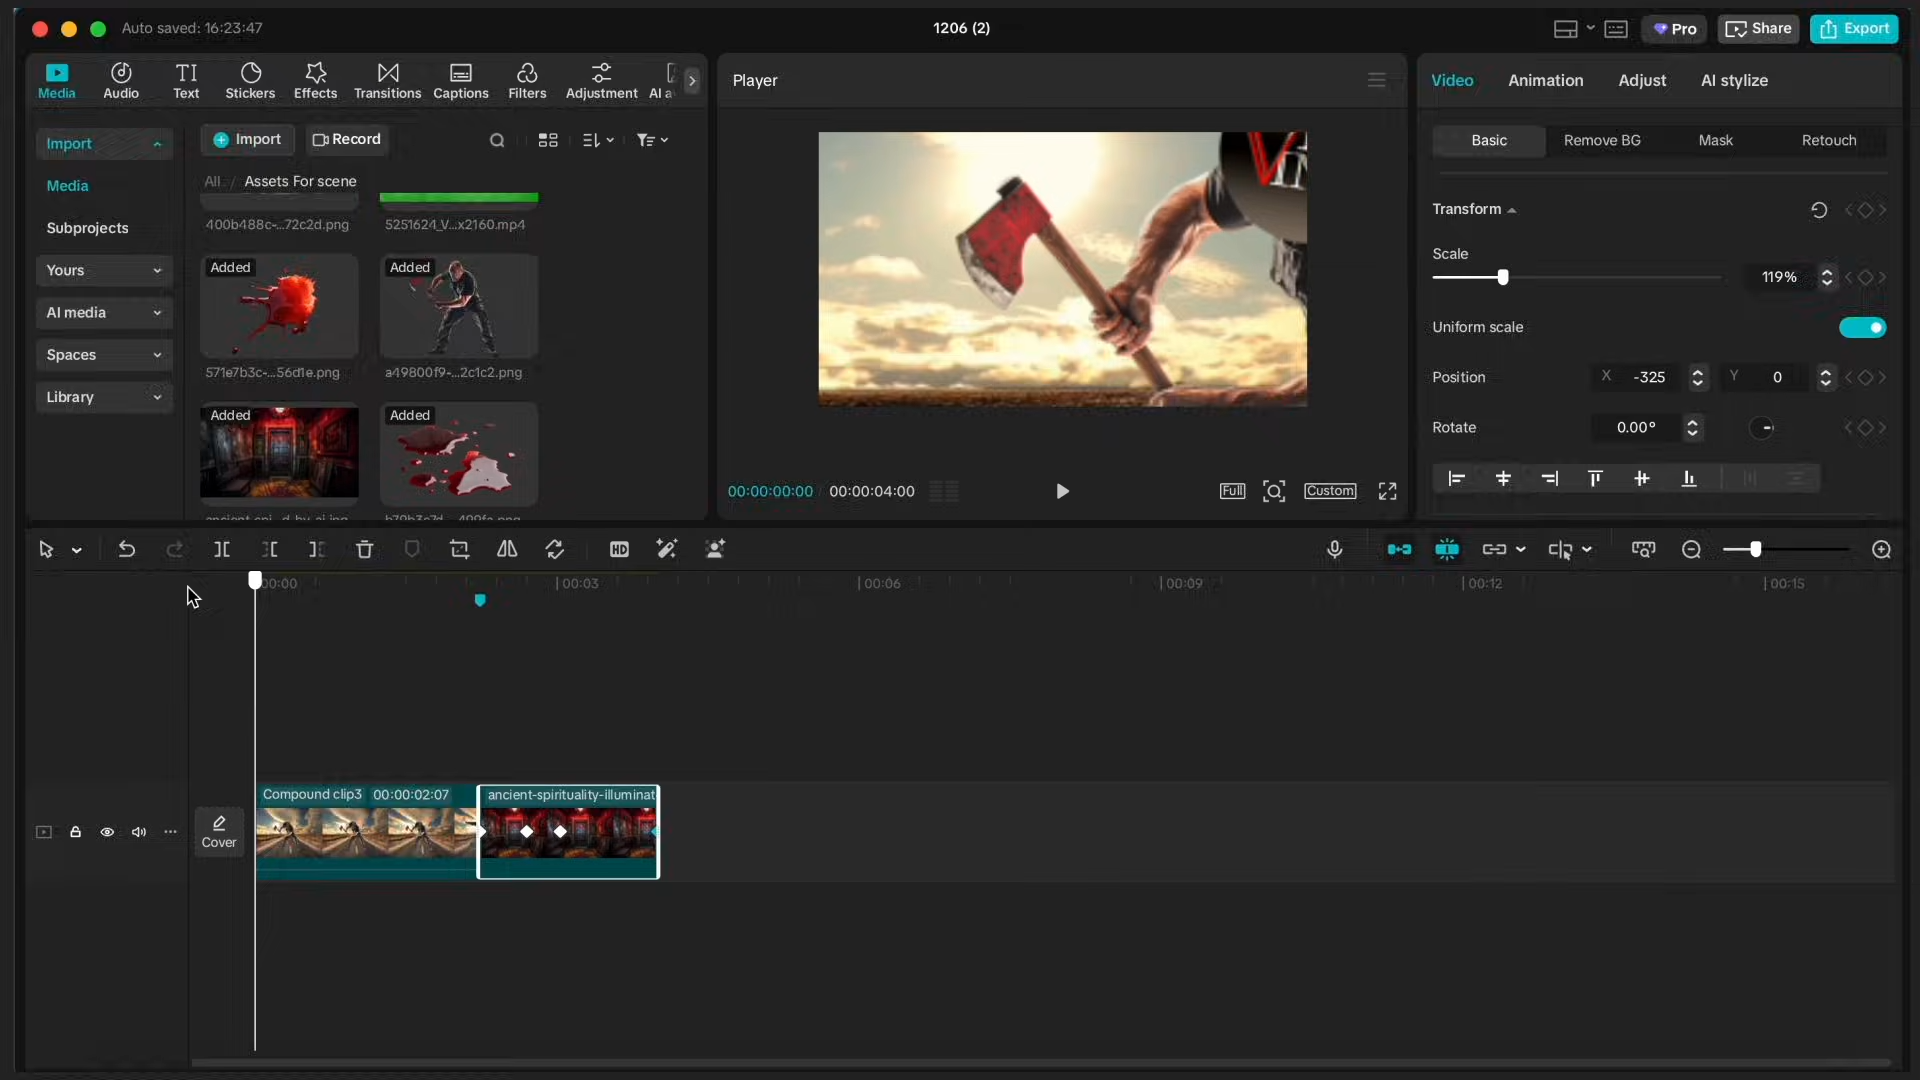 Auto saved: 16:23:47
1206 (2)
Pro
Share
Export
Media
Audio
TI
Text
Stickers
Effects
Transitions
Captions
Filters
Adjustment
AI a
Player
Video
Animation
Adjust
AI stylize
Import
Media
Subprojects
Yours
AI media
Spaces
Library
Import
Record
All / Assets For scene
400b488c-...72c2d.png
5251624_V...x2160.mp4
Added
Added
571e7b3c-...56d1e.png
a49800f9-...2c1c2.png
Added
Added
00:00:00:00 / 00:00:04:00
Full
Custom
Basic
Remove BG
Mask
Retouch
Transform
Scale
119%
Uniform scale
Position
X -325
Y 0
Rotate
0.00°
HD
00:00
00:03
00:06
00:09
00:12
00:15
Cover
Compound clip3 00:00:02:07
ancient-spirituality-illuminat